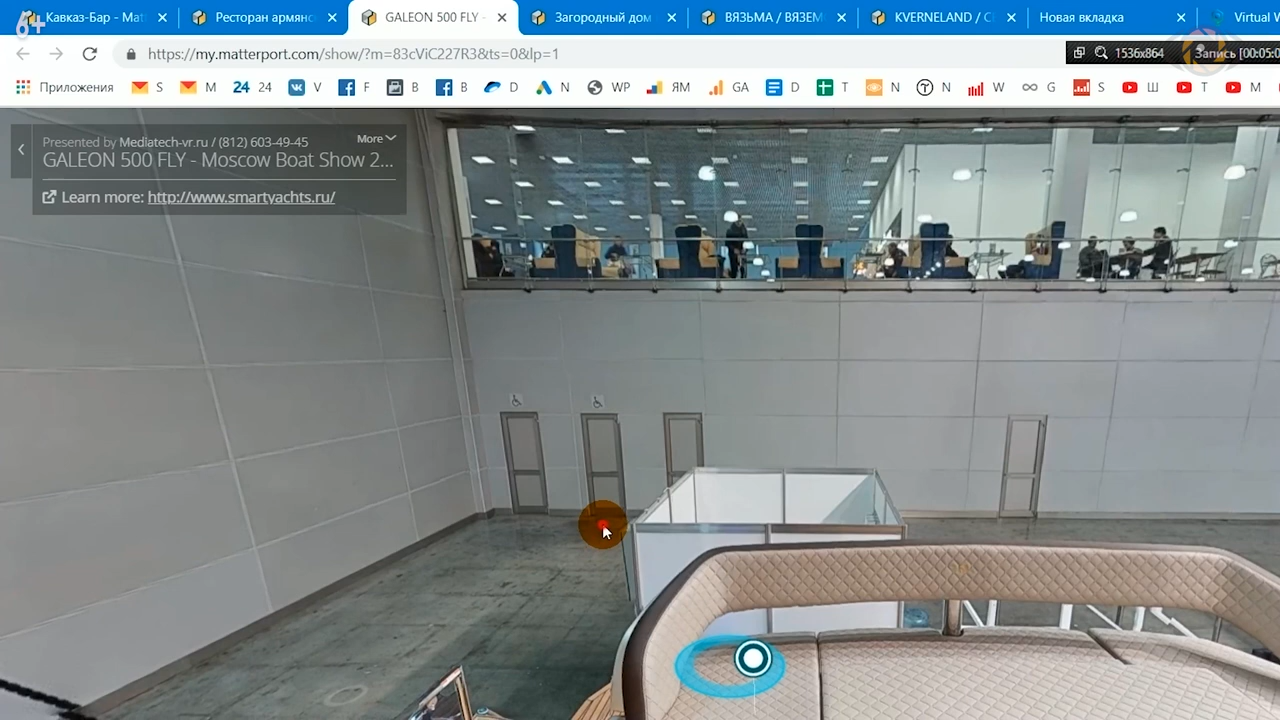 6+
Кавказ-Бар - Mat
Ресторан армянс
GALEON 500 FLY -
Загородный дом
ВЯЗЬМА / ВЯЗЕМ
KVERNELAND / С
Новая вкладка
Virtual W
https://my.matterport.com/show/?m=83cViC227R3&ts=0&lp=1
1536x864
Запись [00:05:0
Приложения
S
M
24 24
V
F
B
B
D
N
WP
ЯМ
GA
D
T
N
N
W
G
S
Ш
T
M
Presented by Mediatech-vr.ru / (812) 603-49-45
More
GALEON 500 FLY - Moscow Boat Show 2...
Learn more: http://www.smartyachts.ru/